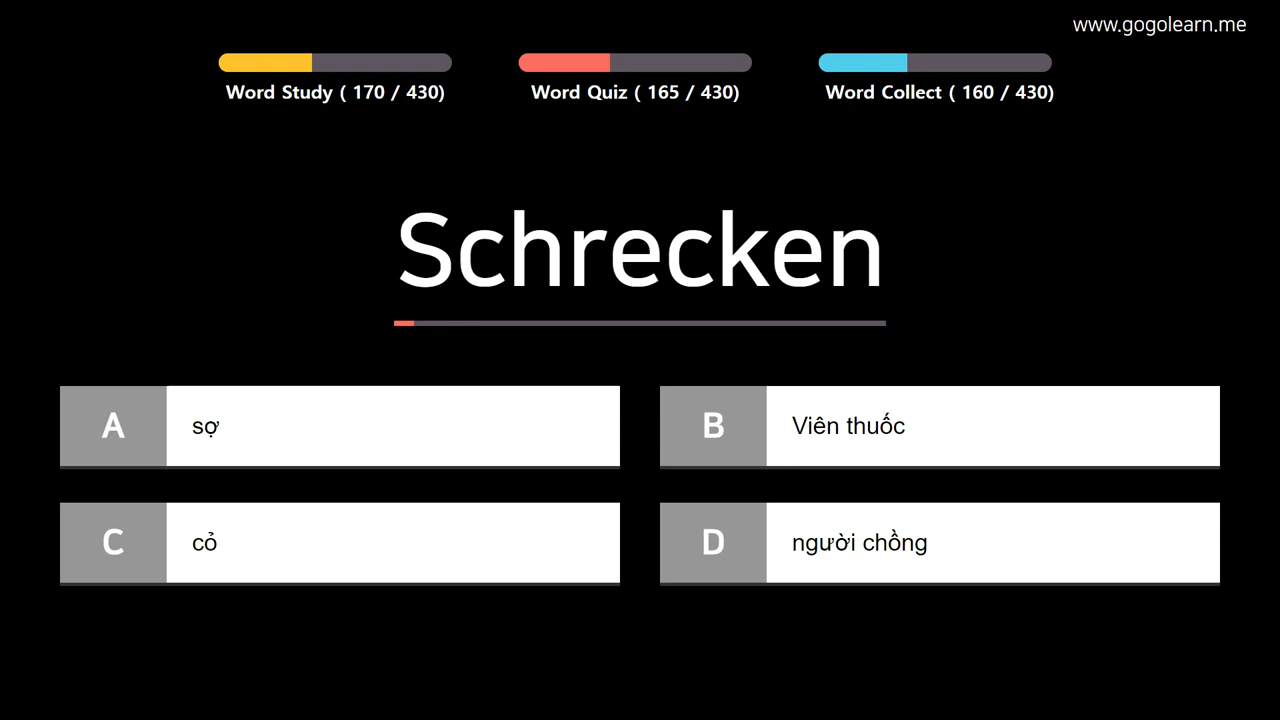 www.gogolearn.me
Word Study ( 170 / 430)
Word Quiz ( 165 / 430)
Word Collect ( 160 / 430)
Schrecken
A sợ
B Viên thuốc
C cỏ
D người chồng